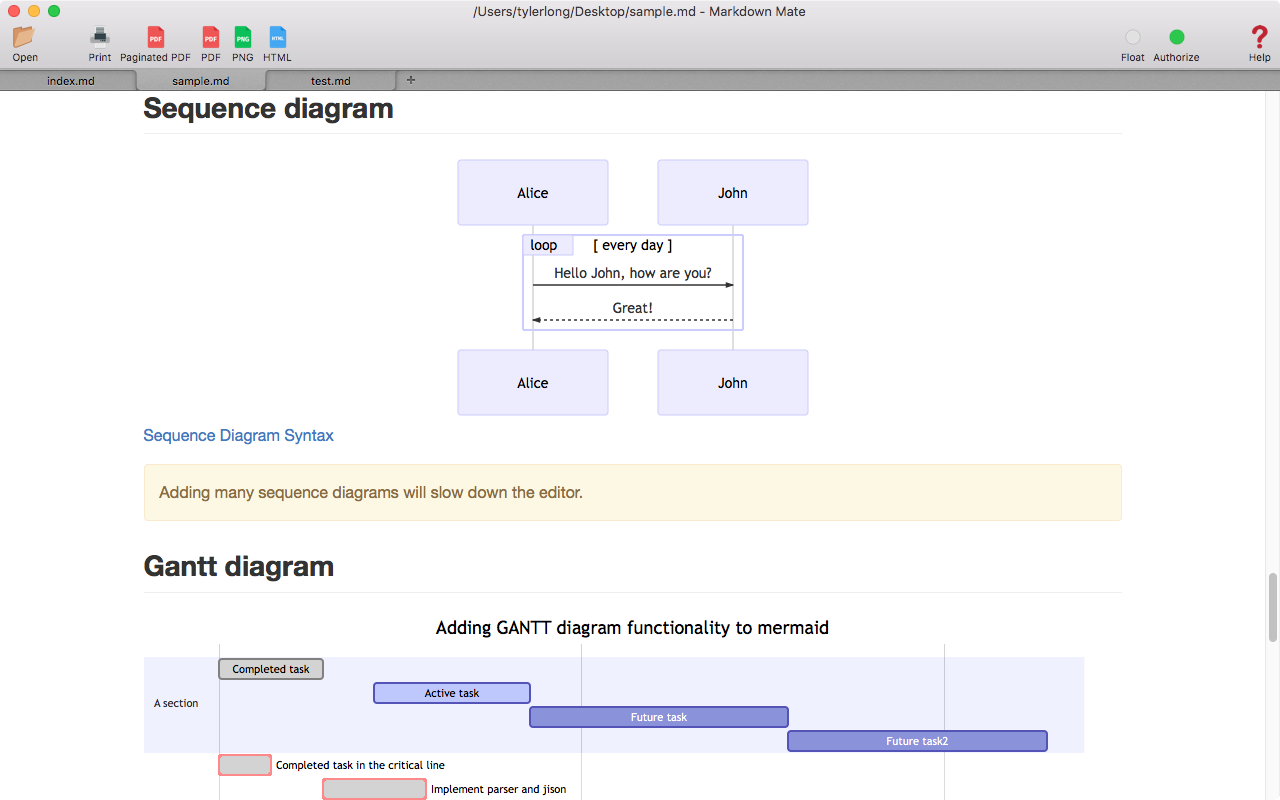 /Users/tylerlong/Desktop/sample.md - Markdown Mate
Open Print Paginated PDF PDF PNG HTML Float Authorize Help
PDF PDF PNG HTML
index.md sample.md test.md +
Sequence diagram
Alice John
loop [ every day ]
Hello John, how are you?
Great!
Alice John
Sequence Diagram Syntax
Adding many sequence diagrams will slow down the editor.
Gantt diagram
Adding GANTT diagram functionality to mermaid
Completed task
Active task
A section
Future task
Future task2
Completed task in the critical line
Implement parser and jison